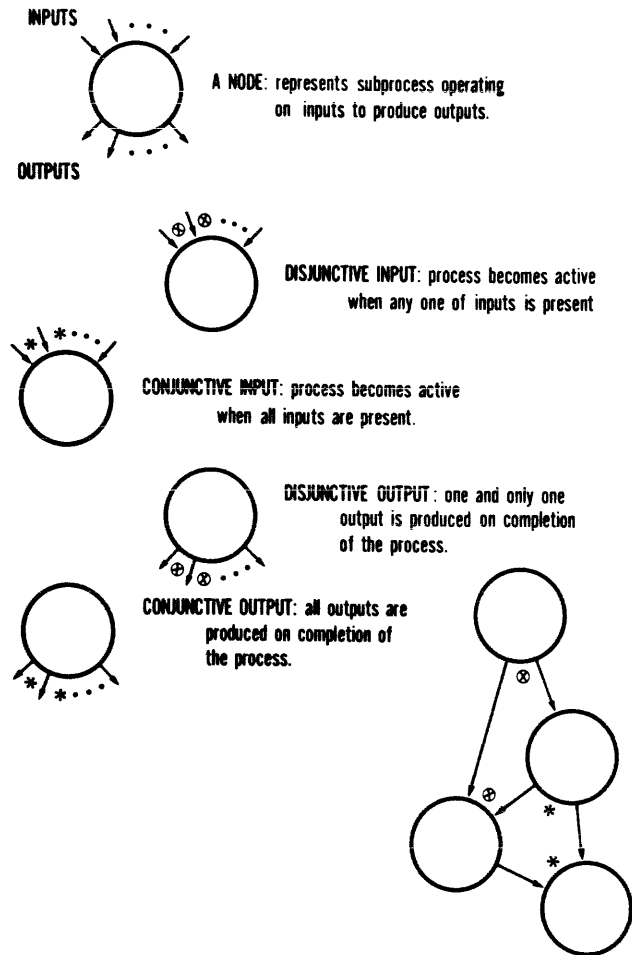 INPUTS
A NODE: represents subprocess operating
on inputs to produce outputs.
OUTPUTS
DISJUNCTIVE INPUT: process becomes active
when any one of inputs is present
CONJUNCTIVE INPUT: process becomes active
when all inputs are present.
DISJUNCTIVE OUTPUT: one and only one
output is produced on completion
of the process.
CONJUNCTIVE OUTPUT: all outputs are
produced on completion of
the process.